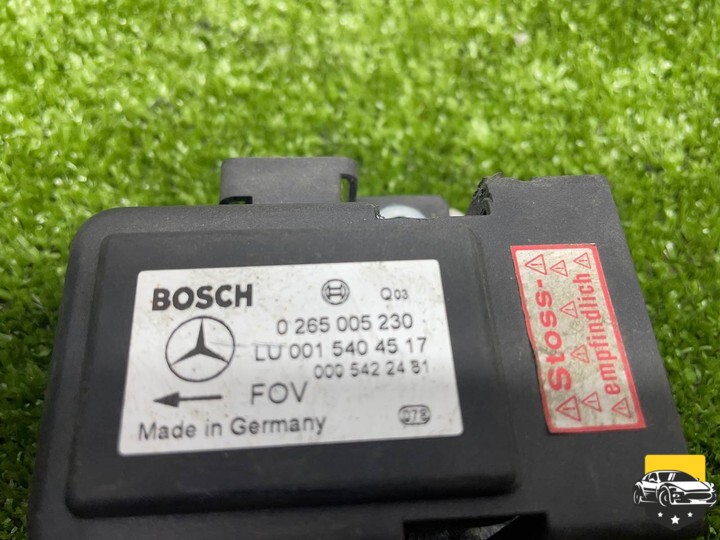 BOSCH
Q03
0 265 005 230
LU 001 540 45 17
000 542 24 81
FOV
Made in Germany
078
Stoss-
empfindlich